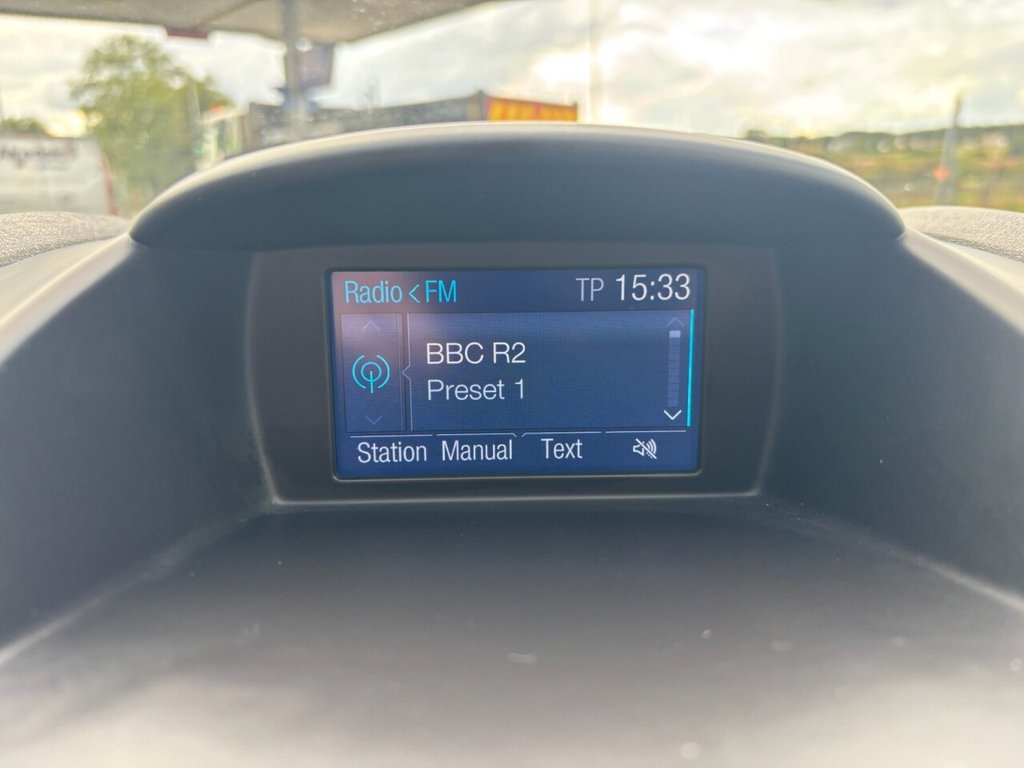 Radio < FM TP 15:33
BBC R2
Preset 1
Station Manual Text